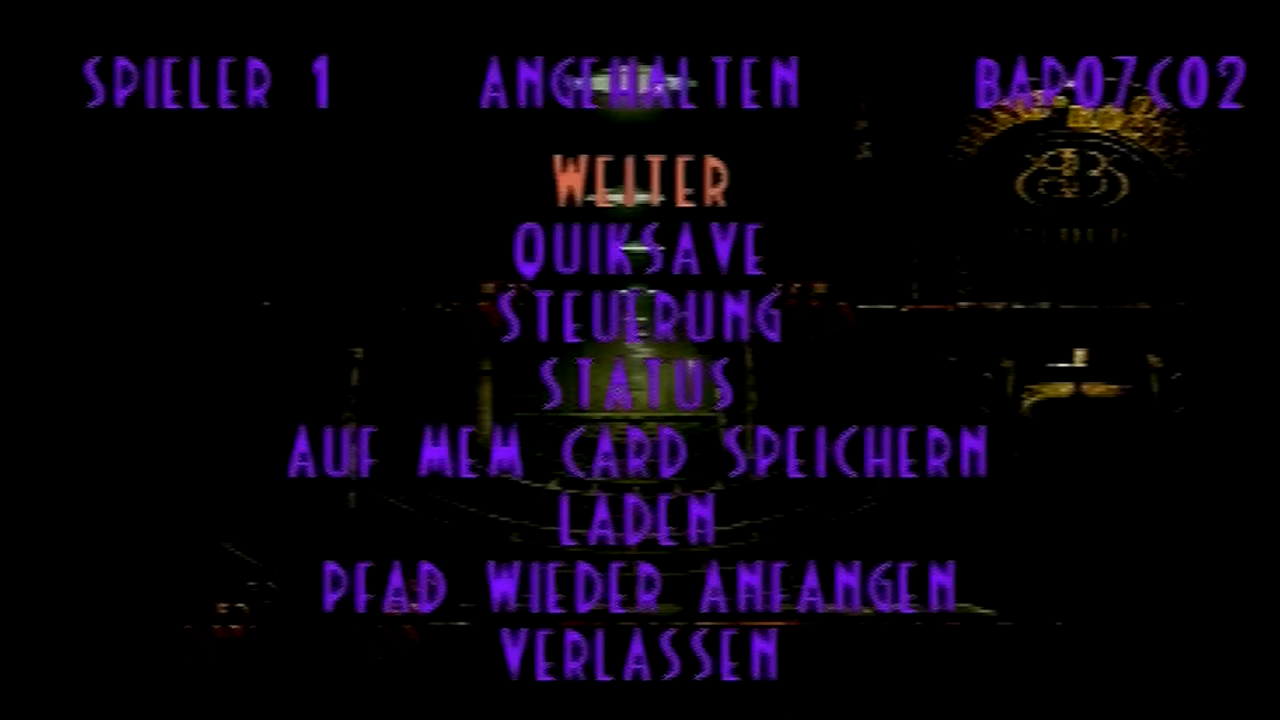 SPIELER 1 ANGEHALTEN BAP07C02
WEITER
QUIKSAVE
STEUERUNG
STATUS
AUF MEM CARD SPEICHERN
LADEN
PFAD WIEDER ANFANGEN
VERLASSEN